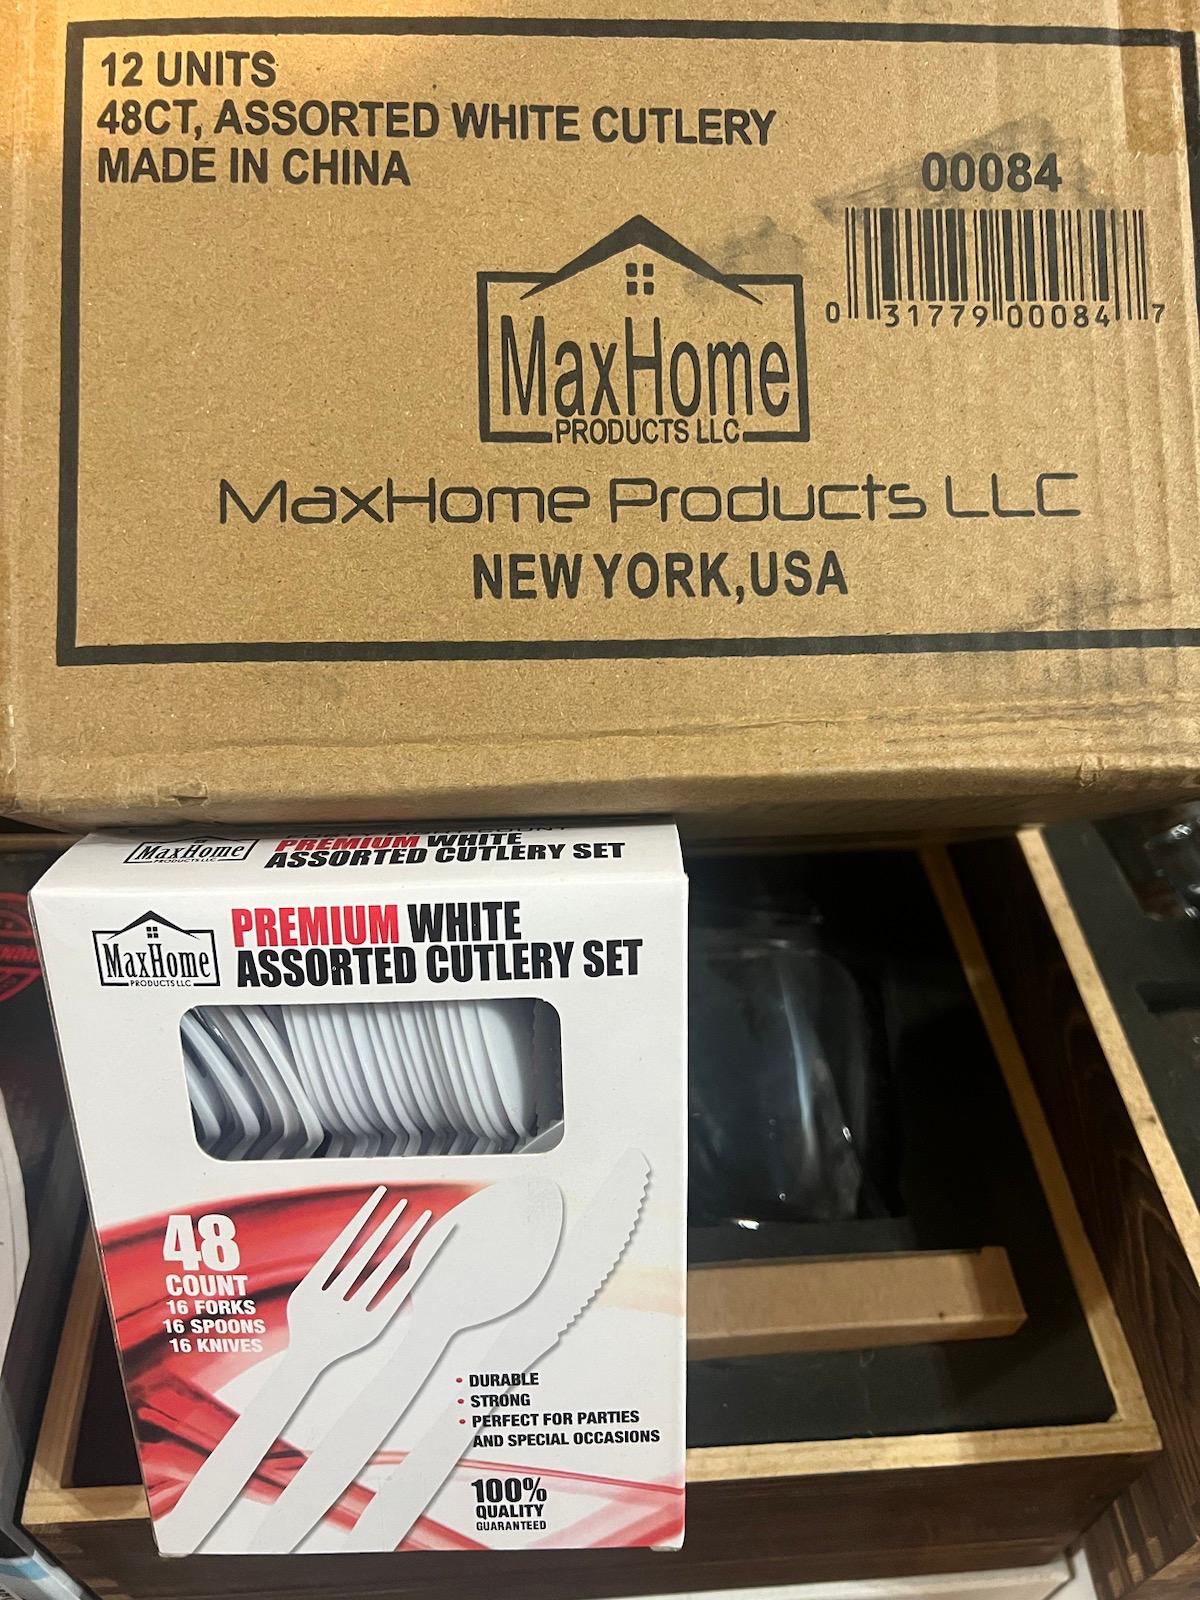 12 UNITS
48CT, ASSORTED WHITE CUTLERY
MADE IN CHINA
00084
0 31779 00084 7
MaxHome
PRODUCTS LLC
MaxHome Products LLC
NEW YORK, USA
MaxHome
PRODUCTS LLC
PREMIUM WHITE
ASSORTED CUTLERY SET
MaxHome
PRODUCTS LLC
PREMIUM WHITE
ASSORTED CUTLERY SET
48
COUNT
16 FORKS
16 SPOONS
16 KNIVES
• DURABLE
• STRONG
• PERFECT FOR PARTIES
AND SPECIAL OCCASIONS
100%
QUALITY
GUARANTEED